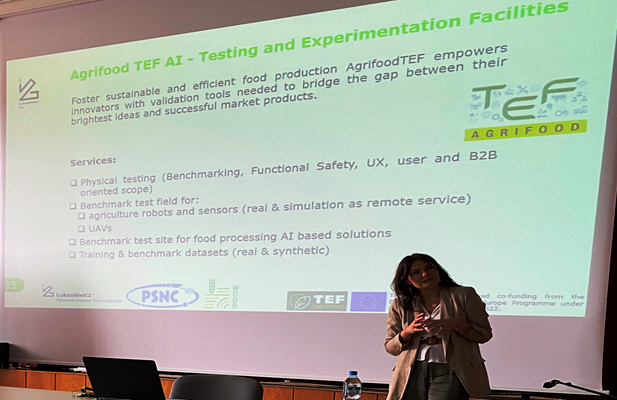 Agrifood TEF AI - Testing and Experimentation Facilities
Foster sustainable and efficient food production AgrifoodTEF empowers
innovators with validation tools needed to bridge the gap between their
brightest ideas and successful market products.
TEF
AGRIFOOD
Services:
❑ Physical testing (Benchmarking, Functional Safety, UX, user and B2B
oriented scope)
❑ Benchmark test field for:
❑ agriculture robots and sensors (real & simulation as remote service)
❑ UAVs
❑ Benchmark test site for food processing AI based solutions
❑ Training & benchmark datasets (real & synthetic)
15
Łukasiewicz
PSNC
TEF
co-funding from the
Europe Programme under